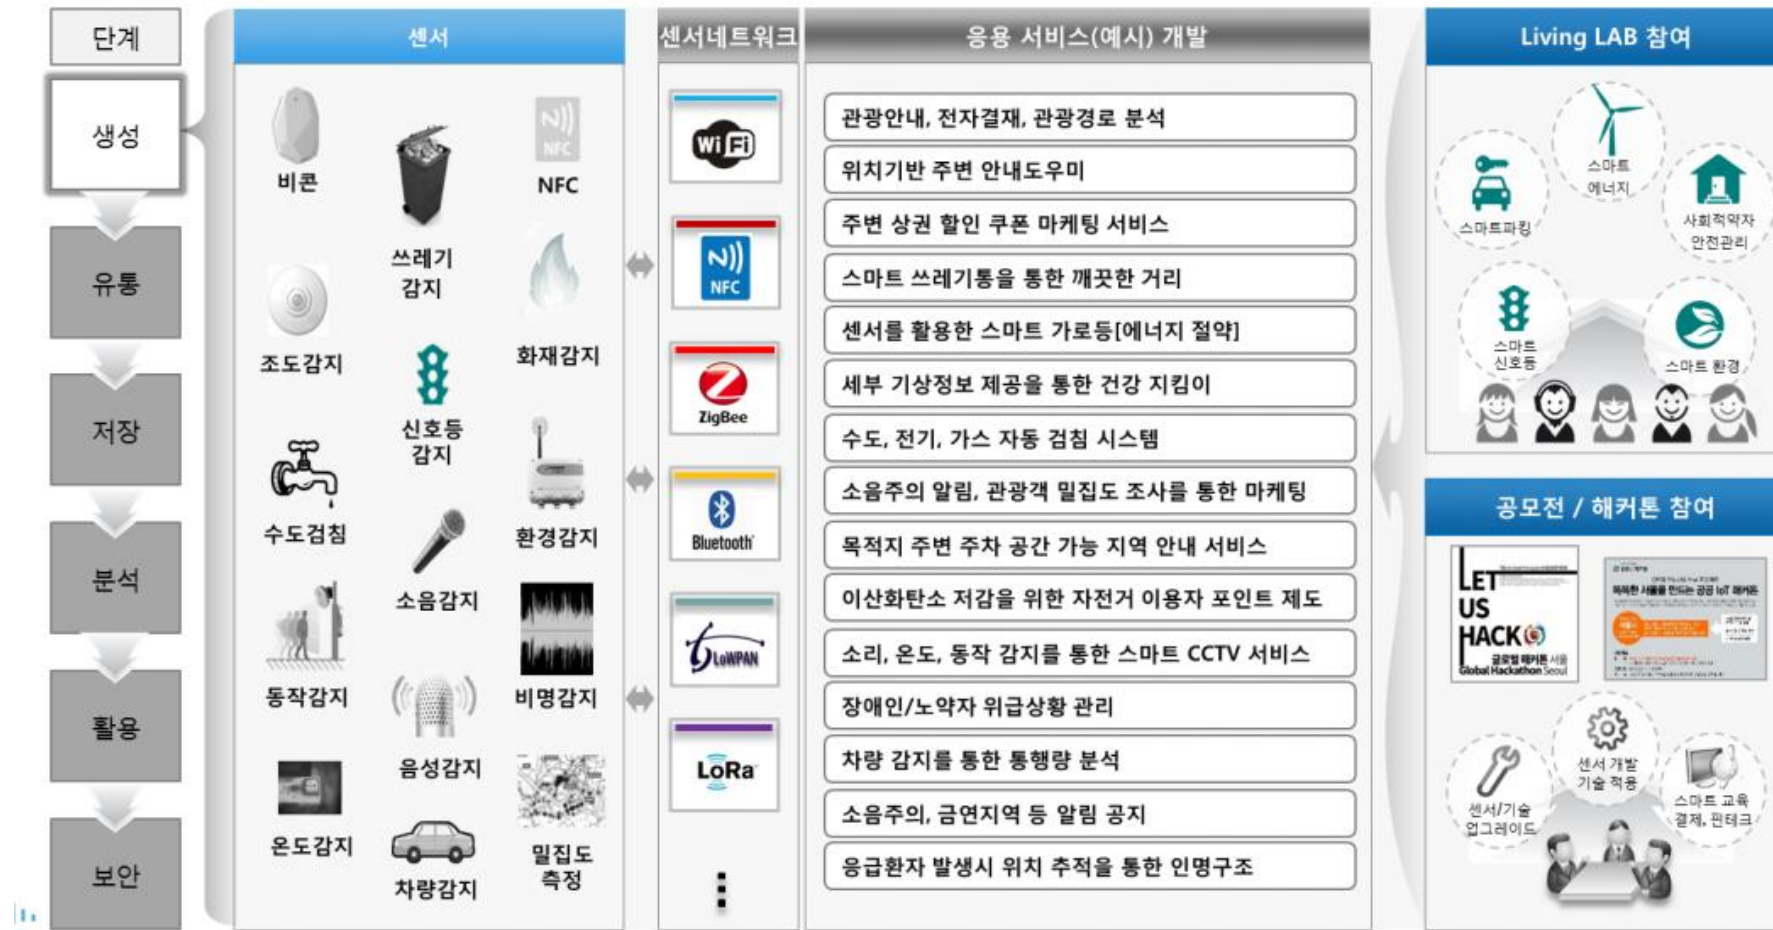 단계
생성
유통
저장
분석
활용
보안
센서
비콘
쓰레기
감지
NFC
NFC
조도감지
신호등
감지
화재감지
수도검침
소음감지
환경감지
동작감지
음성감지
비명감지
온도감지
차량감지
밀집도
측정
센서네트워크
WiFi
NFC
ZigBee
Bluetooth
6LoWPAN
LoRa
응용 서비스(예시) 개발
관광안내, 전자결재, 관광경로 분석
위치기반 주변 안내도우미
주변 상권 할인 쿠폰 마케팅 서비스
스마트 쓰레기통을 통한 깨끗한 거리
센서를 활용한 스마트 가로등[에너지 절약]
세부 기상정보 제공을 통한 건강 지킴이
수도, 전기, 가스 자동 검침 시스템
소음주의 알림, 관광객 밀집도 조사를 통한 마케팅
목적지 주변 주차 공간 가능 지역 안내 서비스
이산화탄소 저감을 위한 자전거 이용자 포인트 제도
소리, 온도, 동작 감지를 통한 스마트 CCTV 서비스
장애인/노약자 위급상황 관리
차량 감지를 통한 통행량 분석
소음주의, 금연지역 등 알림 공지
응급환자 발생시 위치 추적을 통한 인명구조
Living LAB 참여
스마트
에너지
스마트파킹
사회적약자
안전관리
스마트
신호등
스마트 환경
공모전 / 해커톤 참여
LET
US
HACK
글로벌 해커톤 서울
Global Hackathon Seoul
똑똑한 서울을 만드는 공공 IoT 해커톤
센서 개발
기술 적용
센서/기술
업그레이드
스마트 교육
결제, 핀테크